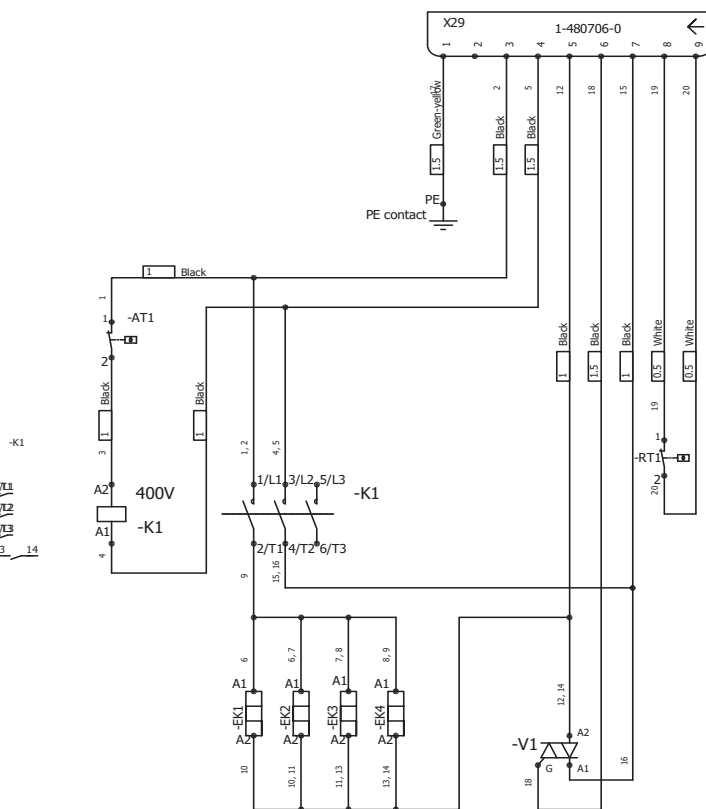 X29
1-480706-0
1 2 3 4 5 6 7 8 9
17 2 5 12 18 15 19 20
Green-yellow Black Black
1.5 1.5 1.5
PE
PE contact
1 Black
1
1 -AT1
2
Black Black
1 1
3
Black Black Black White White
1 1.5 1 0.5 0.5
19
1
-RT1
2
20
-K1
1, 2 4, 5
A2 400V
-K1
A1
4
1/L1 3/L2 5/L3
-K1
2/T1 4/T2 6/T3
/T1
/T2
/T3
3 14
9 15, 16
6 6, 7 7, 8 8, 9
A1 A1 A1 A1
-EK1 -EK2 -EK3 -EK4
A2 A2 A2 A2
10 10, 11 11, 13 13, 14
12, 14
-V1 A2
G A1
18 16